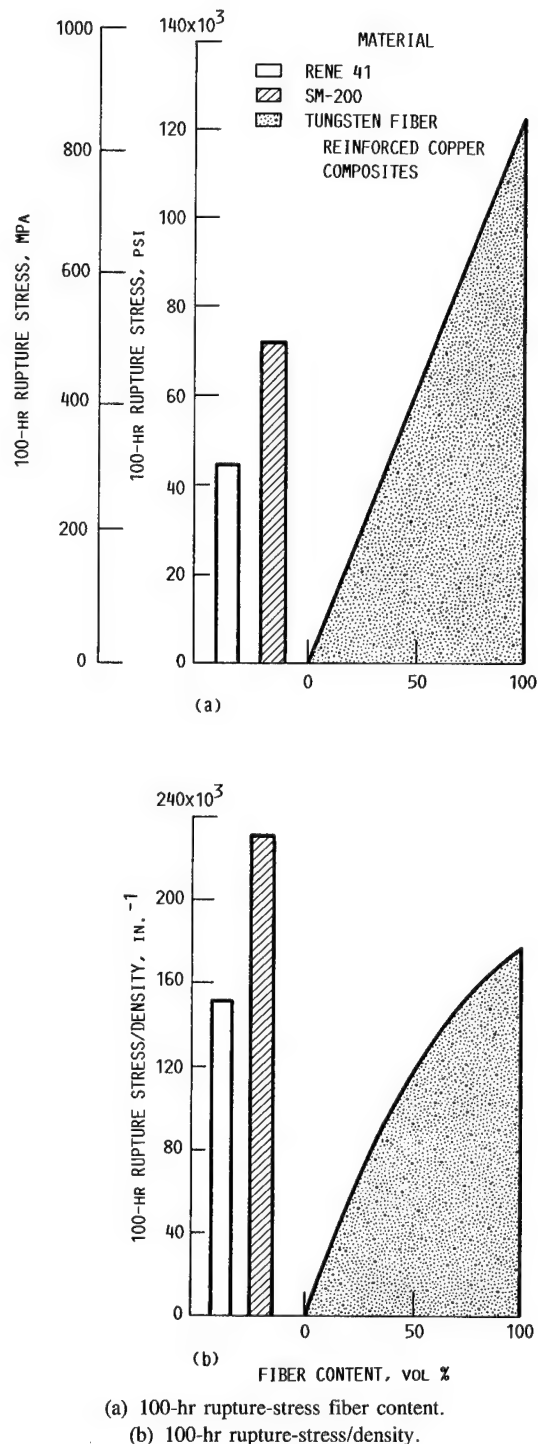 1000
800
600
400
200
0
100-HR RUPTURE STRESS, MPA
140x10³
120
100
80
60
40
20
0
100-HR RUPTURE STRESS, PSI
MATERIAL
RENE 41
SM-200
TUNGSTEN FIBER
REINFORCED COPPER
COMPOSITES
0
50
100
(a)
240x10³
200
160
120
80
40
0
100-HR RUPTURE STRESS/DENSITY, IN.⁻¹
0
50
100
(b)
FIBER CONTENT, VOL %
(a) 100-hr rupture-stress fiber content.
(b) 100-hr rupture-stress/density.